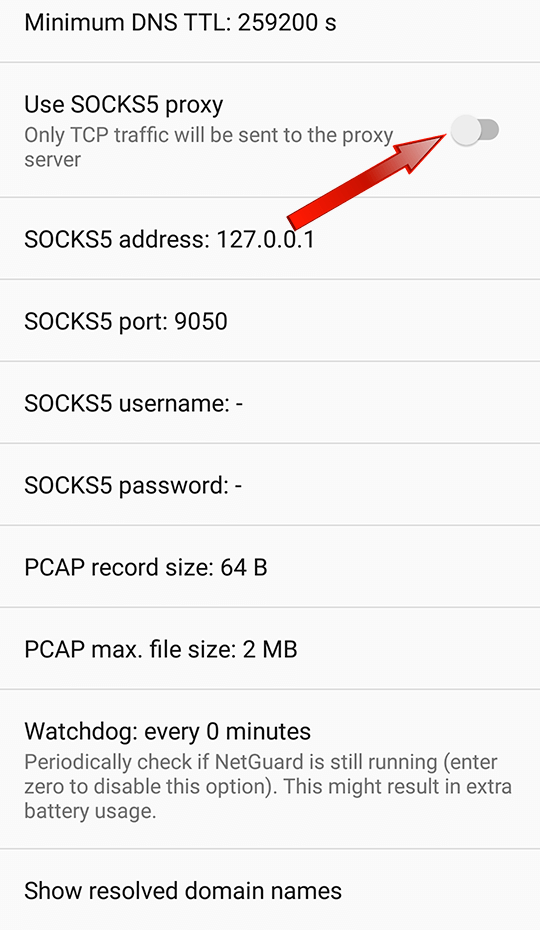 Minimum DNS TTL: 259200 s
Use SOCKS5 proxy
Only TCP traffic will be sent to the proxy
server
SOCKS5 address: 127.0.0.1
SOCKS5 port: 9050
SOCKS5 username: -
SOCKS5 password: -
PCAP record size: 64 B
PCAP max. file size: 2 MB
Watchdog: every 0 minutes
Periodically check if NetGuard is still running (enter
zero to disable this option). This might result in extra
battery usage.
Show resolved domain names